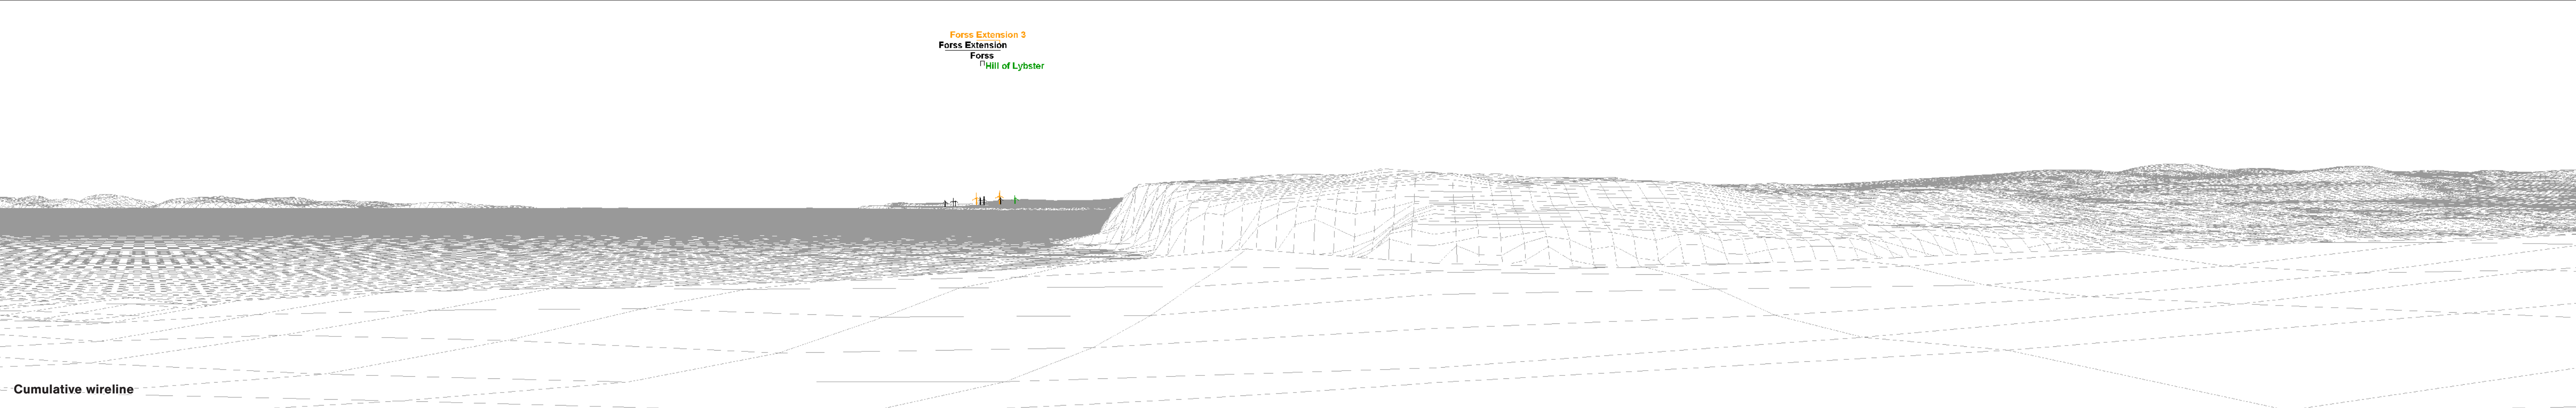 Forss Extension 3
Forss Extension
Forss
Hill of Lybster
Cumulative wireline